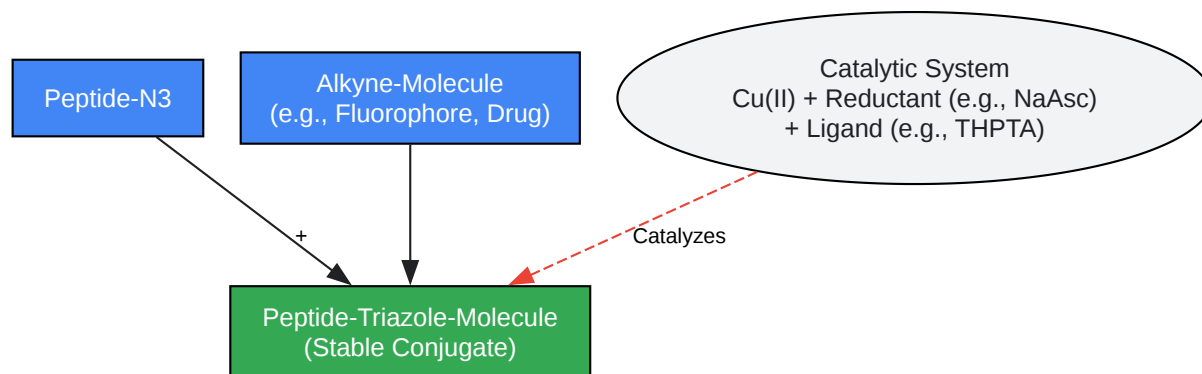 Peptide-N3
Alkyne-Molecule
(e.g., Fluorophore, Drug)
Catalytic System
Cu(II) + Reductant (e.g., NaAsc)
+ Ligand (e.g., THPTA)
+
Catalyzes
Peptide-Triazole-Molecule
(Stable Conjugate)